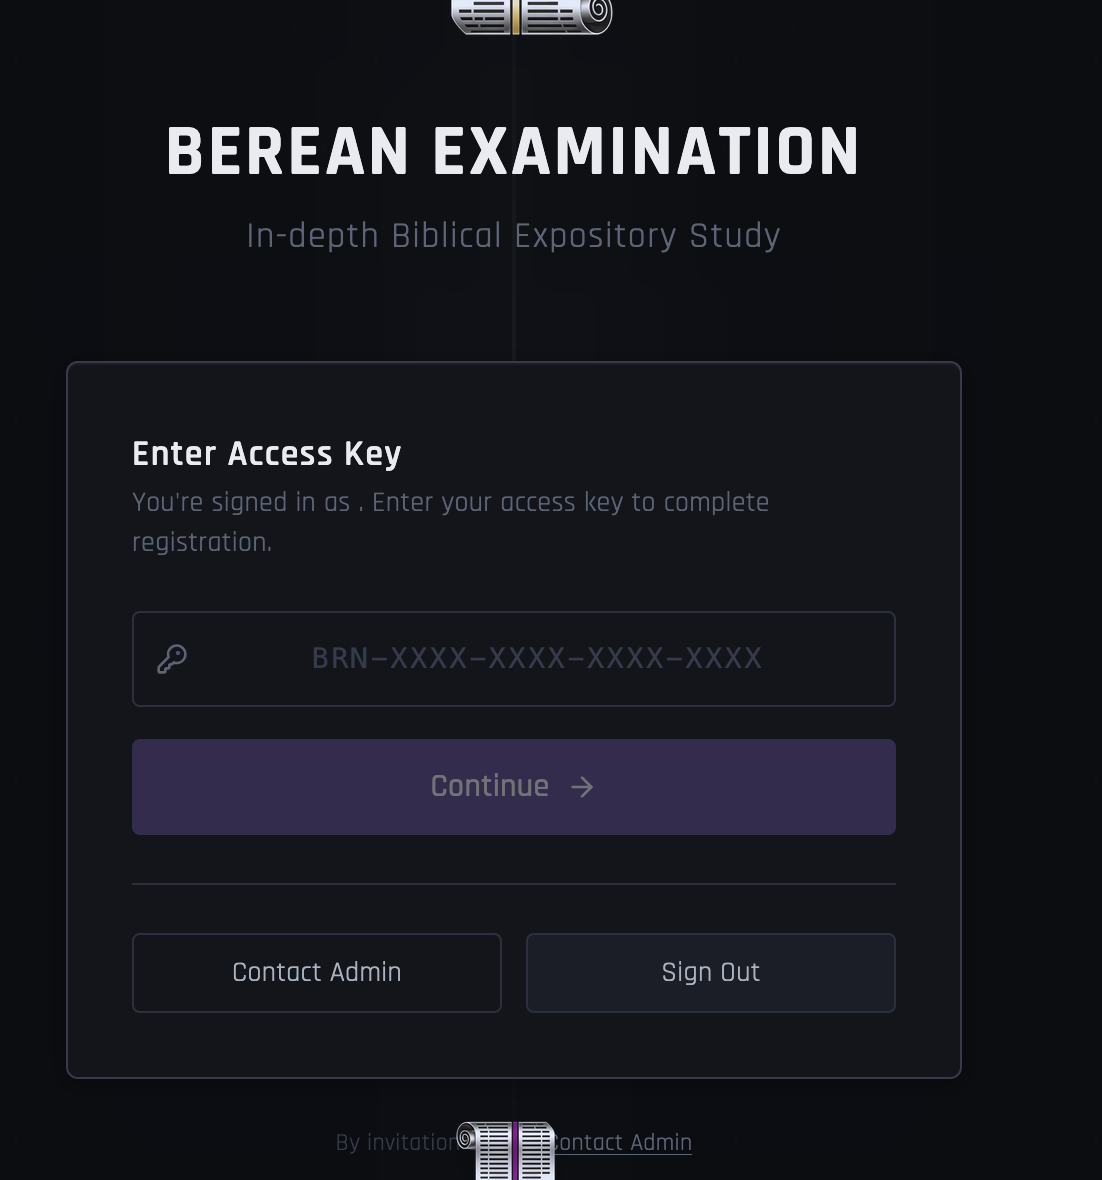 BEREAN EXAMINATION
In-depth Biblical Expository Study
Enter Access Key
You're signed in as . Enter your access key to complete
registration.
BRN-XXXX-XXXX-XXXX-XXXX
Continue →
Contact Admin
Sign Out
By invitation Contact Admin